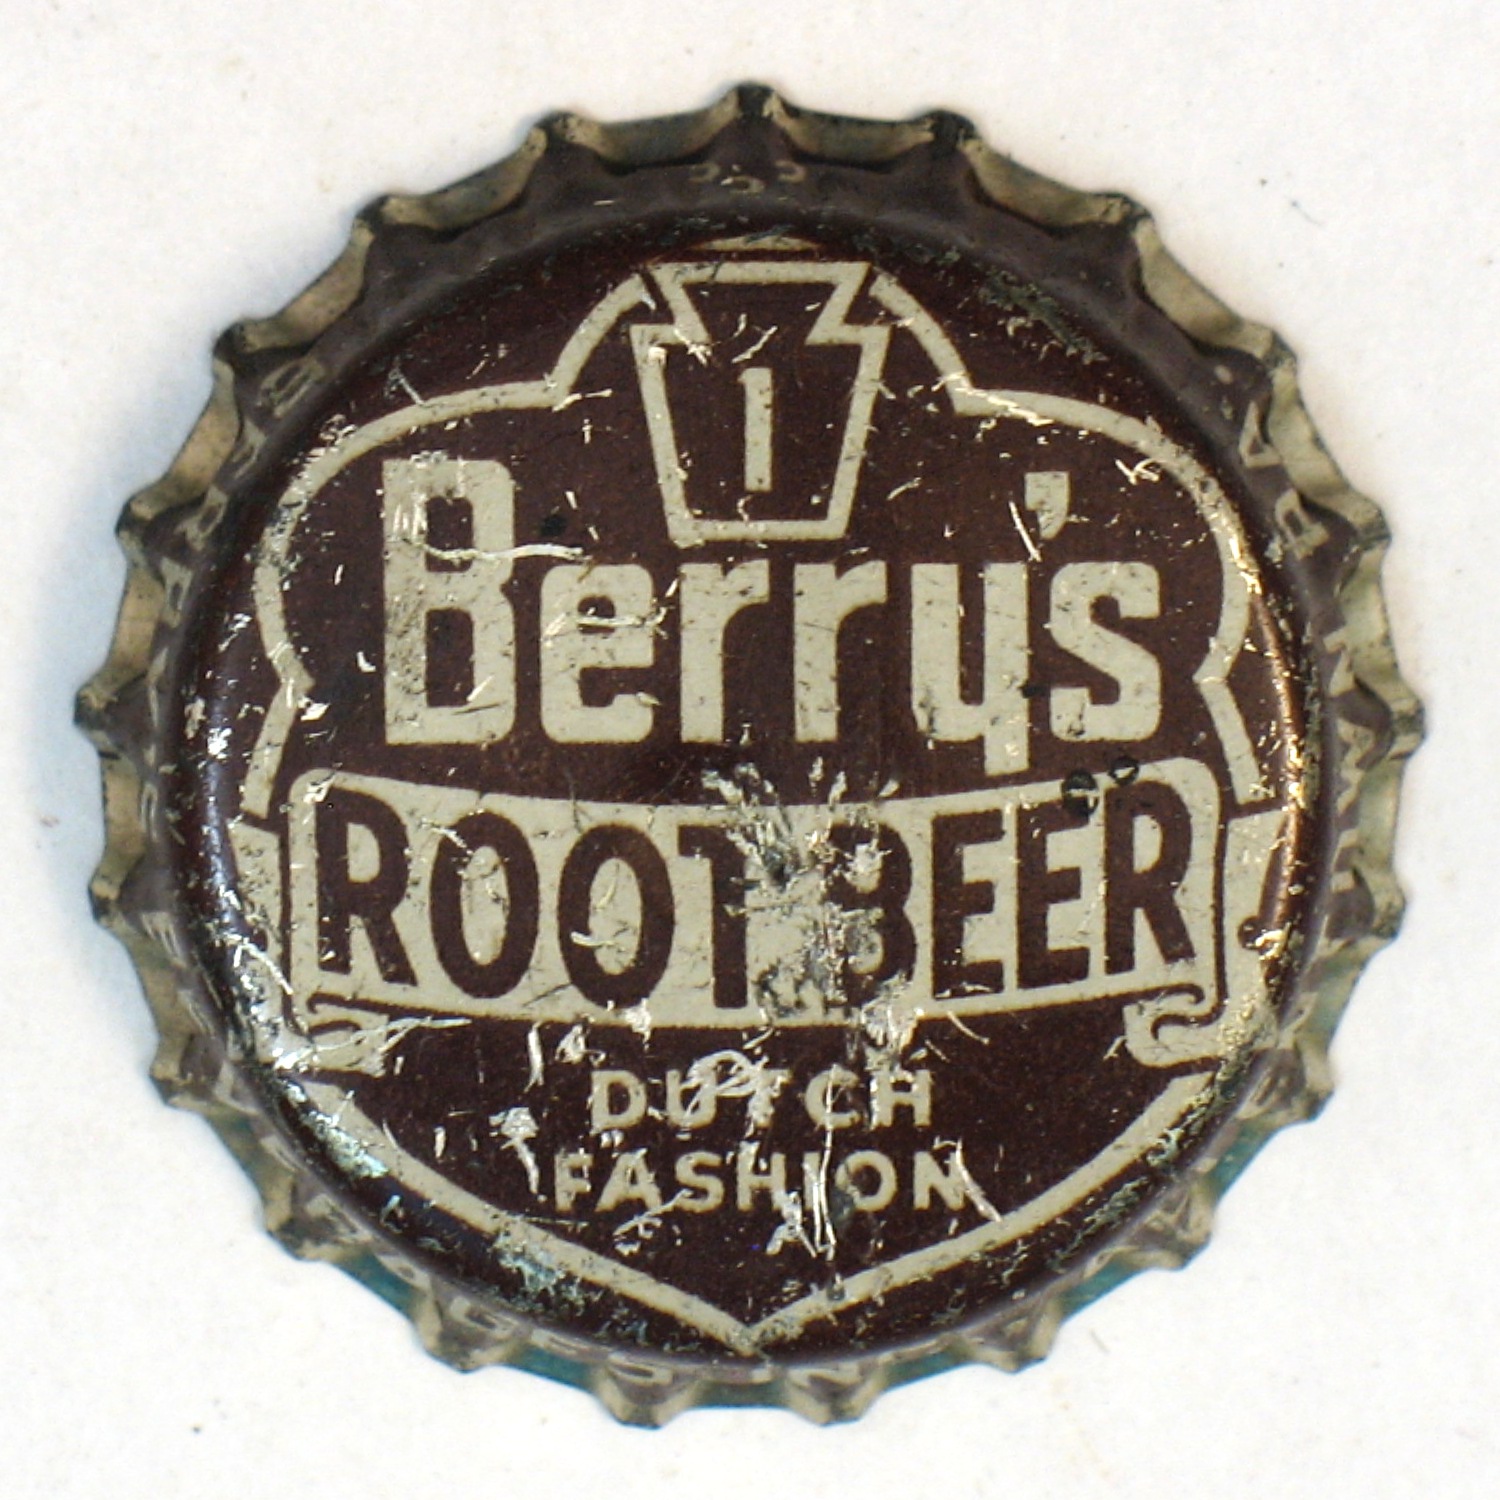 1
Berry's
ROOT BEER
DUTCH
FASHION